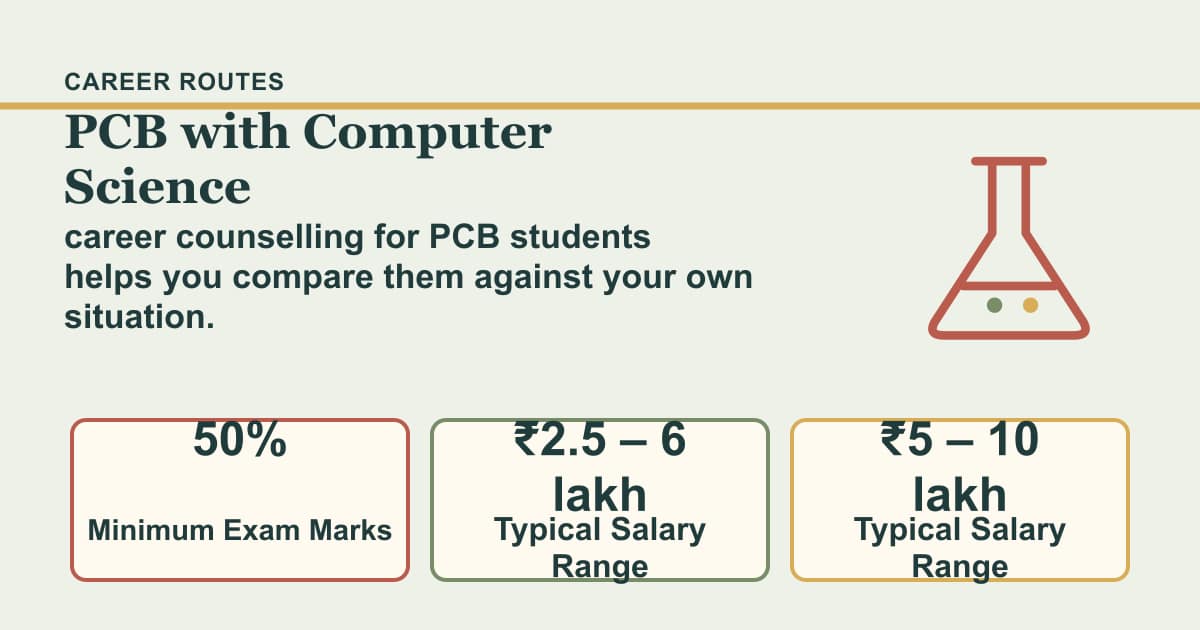 CAREER ROUTES
PCB with Computer
Science
career counselling for PCB students
helps you compare them against your own
situation.
50%
Minimum Exam Marks
₹2.5 – 6
lakh
Typical Salary
Range
₹5 – 10
lakh
Typical Salary
Range